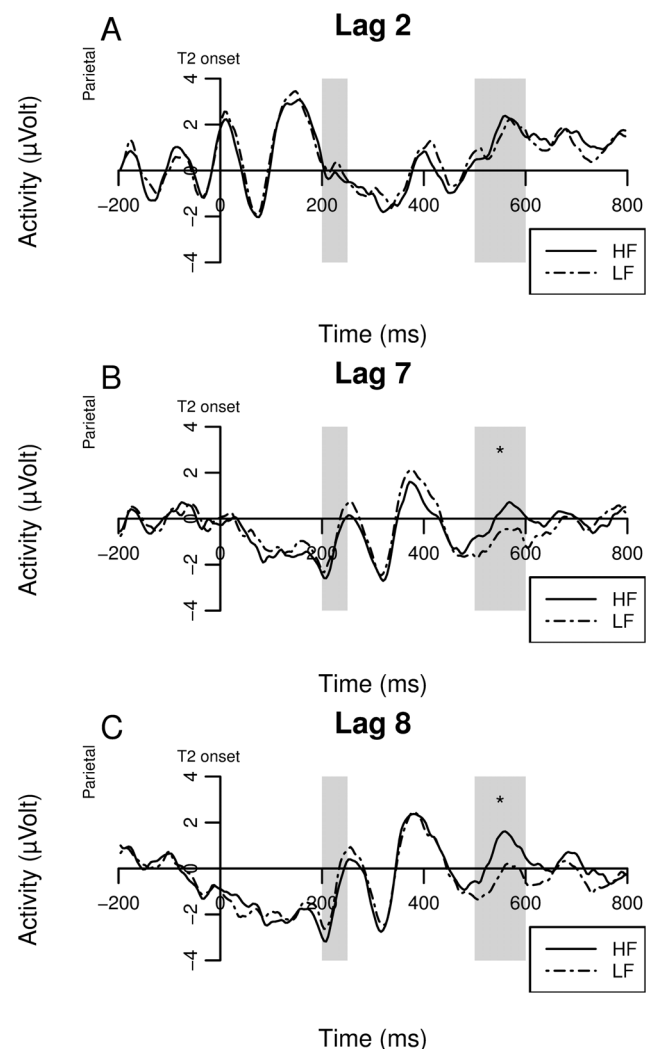 A
Lag 2
Parietal
T2 onset
Activity (µVolt)
4
2
0
−2
−4
−200
0
200
400
600
800
HF
LF
Time (ms)
B
Lag 7
Parietal
T2 onset
Activity (µVolt)
4
2
0
−2
−4
*
−200
0
200
400
600
800
HF
LF
Time (ms)
C
Lag 8
Parietal
T2 onset
Activity (µVolt)
4
2
0
−2
−4
*
−200
0
200
400
600
800
HF
LF
Time (ms)